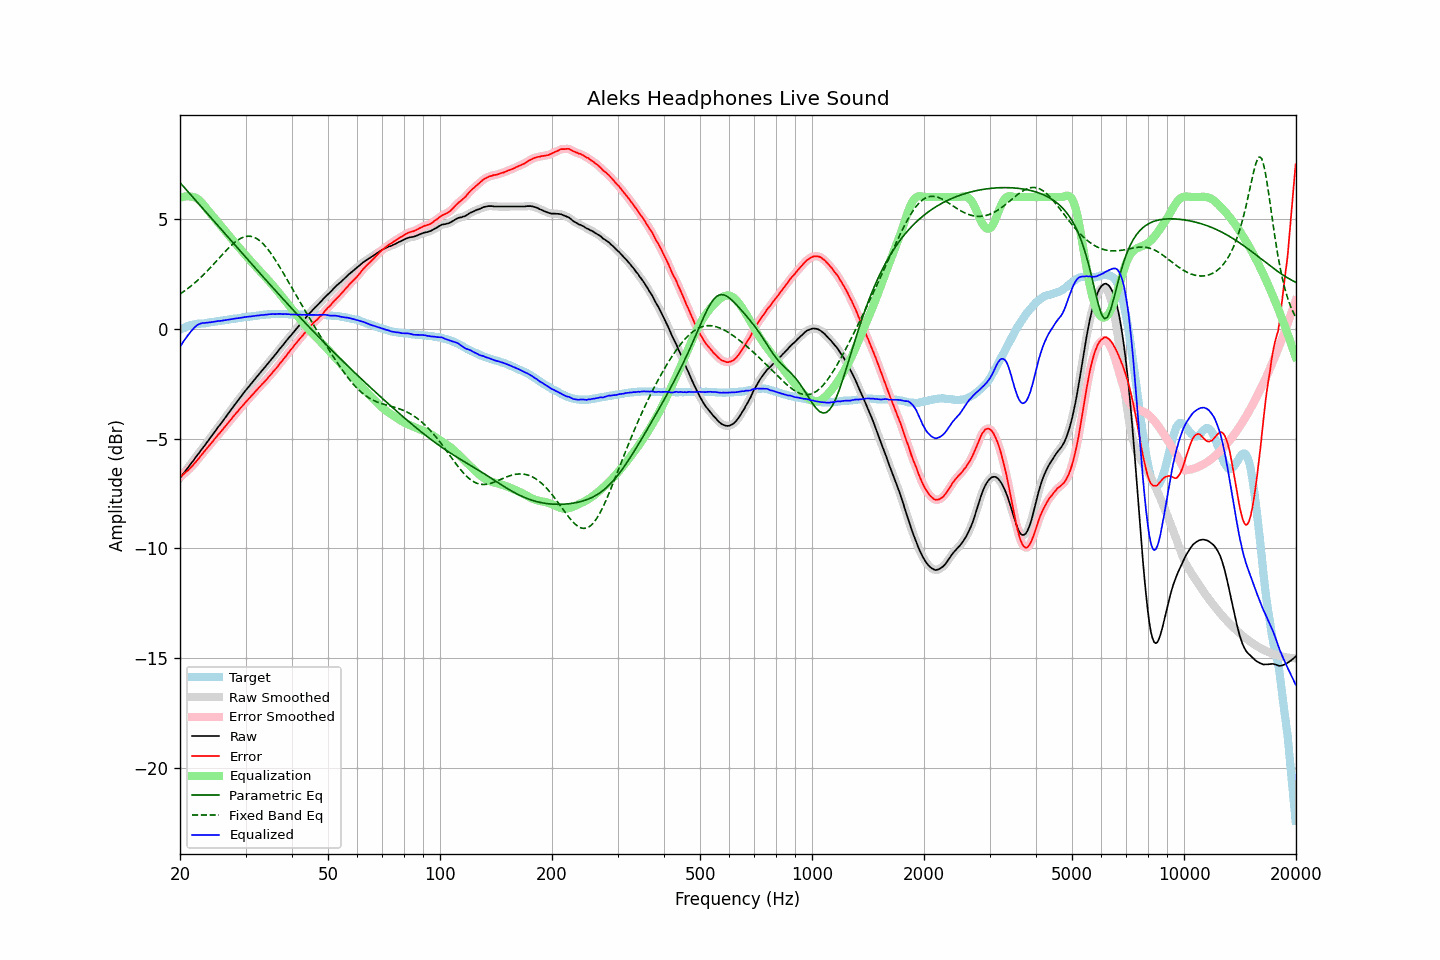 Aleks Headphones Live Sound
Amplitude (dBr)
5
0
−5
−10
−15
−20
Target
Raw Smoothed
Error Smoothed
Raw
Error
Equalization
Parametric Eq
Fixed Band Eq
Equalized
20 50 100 200 500 1000 2000 5000 10000 20000
Frequency (Hz)